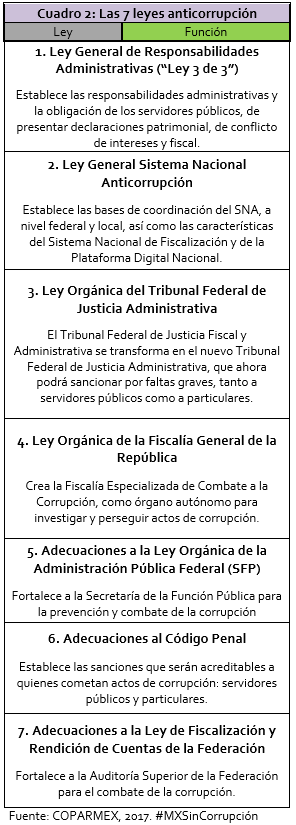 Cuadro 2: Las 7 leyes anticorrupción
Ley
Función
1. Ley General de Responsabilidades
Administrativas ("Ley 3 de 3")
Establece las responsabilidades administrativas y
la obligación de los servidores públicos, de
presentar declaraciones patrimonial, de conflicto
de intereses y fiscal.
2. Ley General Sistema Nacional
Anticorrupción
Establece las bases de coordinación del SNA, a
nivel federal y local, así como las características
del Sistema Nacional de Fiscalización y de la
Plataforma Digital Nacional.
3. Ley Orgánica del Tribunal Federal de
Justicia Administrativa
El Tribunal Federal de Justicia Fiscal y
Administrativa se transforma en el nuevo Tribunal
Federal de Justicia Administrativa, que ahora
podrá sancionar por faltas graves, tanto a
servidores públicos como a particulares.
4. Ley Orgánica de la Fiscalía General de la
República
Crea la Fiscalía Especializada de Combate a la
Corrupción, como órgano autónomo para
investigar y perseguir actos de corrupción.
5. Adecuaciones a la Ley Orgánica de la
Administración Pública Federal (SFP)
Fortalece a la Secretaría de la Función Pública para
la prevención y combate de la corrupción
6. Adecuaciones al Código Penal
Establece las sanciones que serán acreditables a
quienes cometan actos de corrupción: servidores
públicos y particulares.
7. Adecuaciones a la Ley de Fiscalización y
Rendición de Cuentas de la Federación
Fortalece a la Auditoría Superior de la Federación
para el combate de la corrupción.
Fuente: COPARMEX, 2017. #MXSinCorrupción